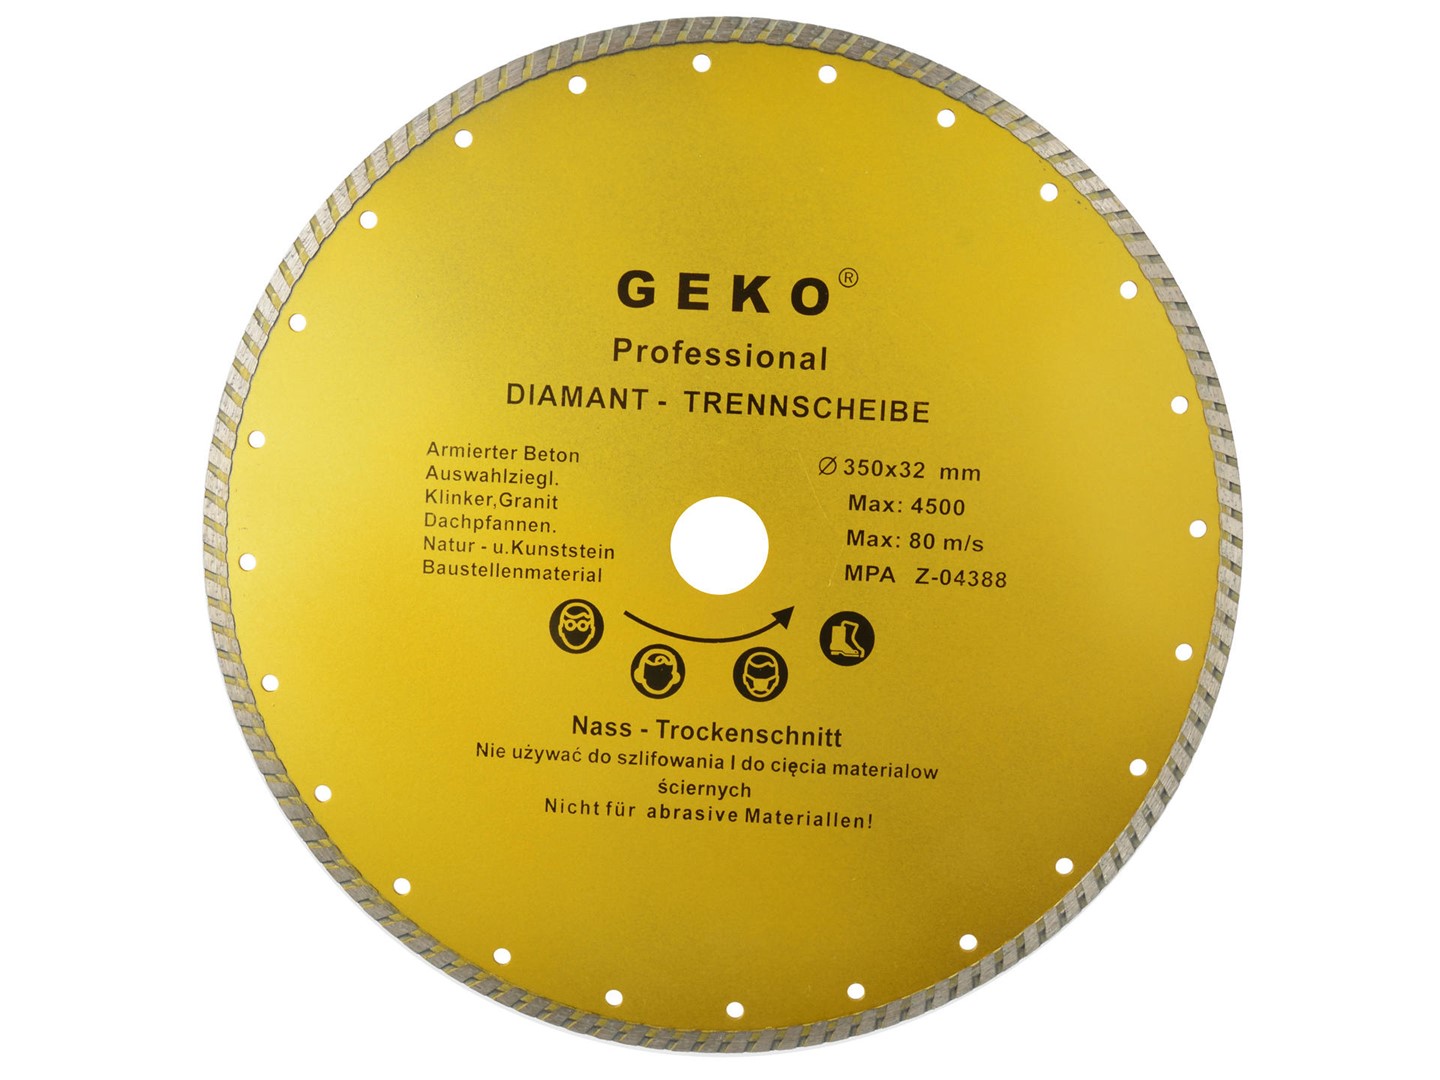 GEKO®
Professional
DIAMANT - TRENNSCHEIBE
Armierter Beton
Auswahlziegl.
Klinker,Granit
Dachpfannen.
Natur - u.Kunststein
Baustellenmaterial
Ø 350x32 mm
Max: 4500
Max: 80 m/s
MPA Z-04388
Nass - Trockenschnitt
Nie używać do szlifowania I do cięcia materialow
ściernych
Nicht für abrasive Materiallen!